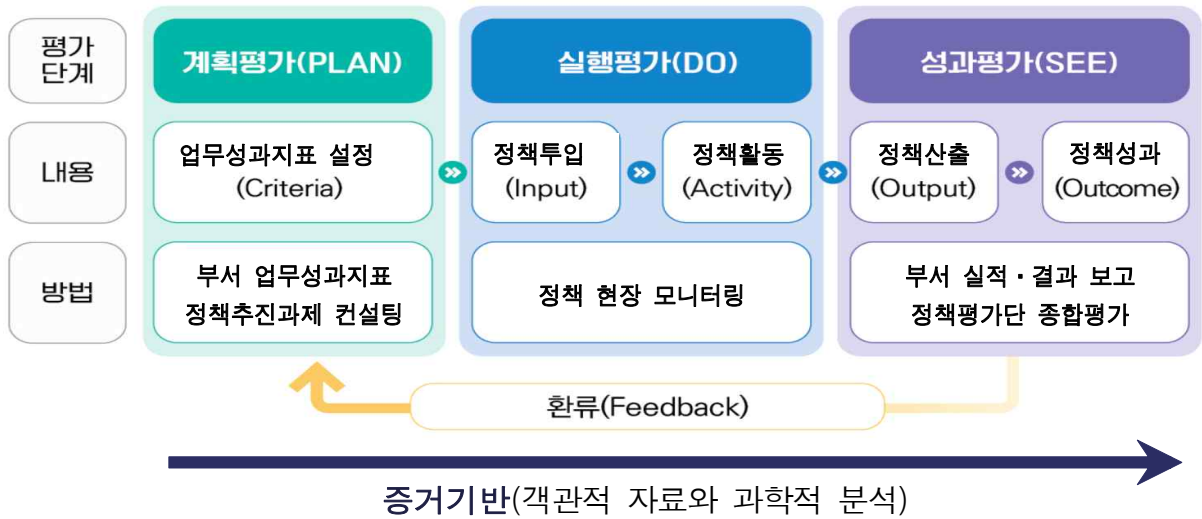 평가
단계
계획평가(PLAN)
실행평가(DO)
성과평가(SEE)
내용
업무성과지표 설정
(Criteria)
정책투입
(Input)
정책활동
(Activity)
정책산출
(Output)
정책성과
(Outcome)
방법
부서 업무성과지표
정책추진과제 컨설팅
정책 현장 모니터링
부서 실적·결과 보고
정책평가단 종합평가
환류(Feedback)
증거기반(객관적 자료와 과학적 분석)